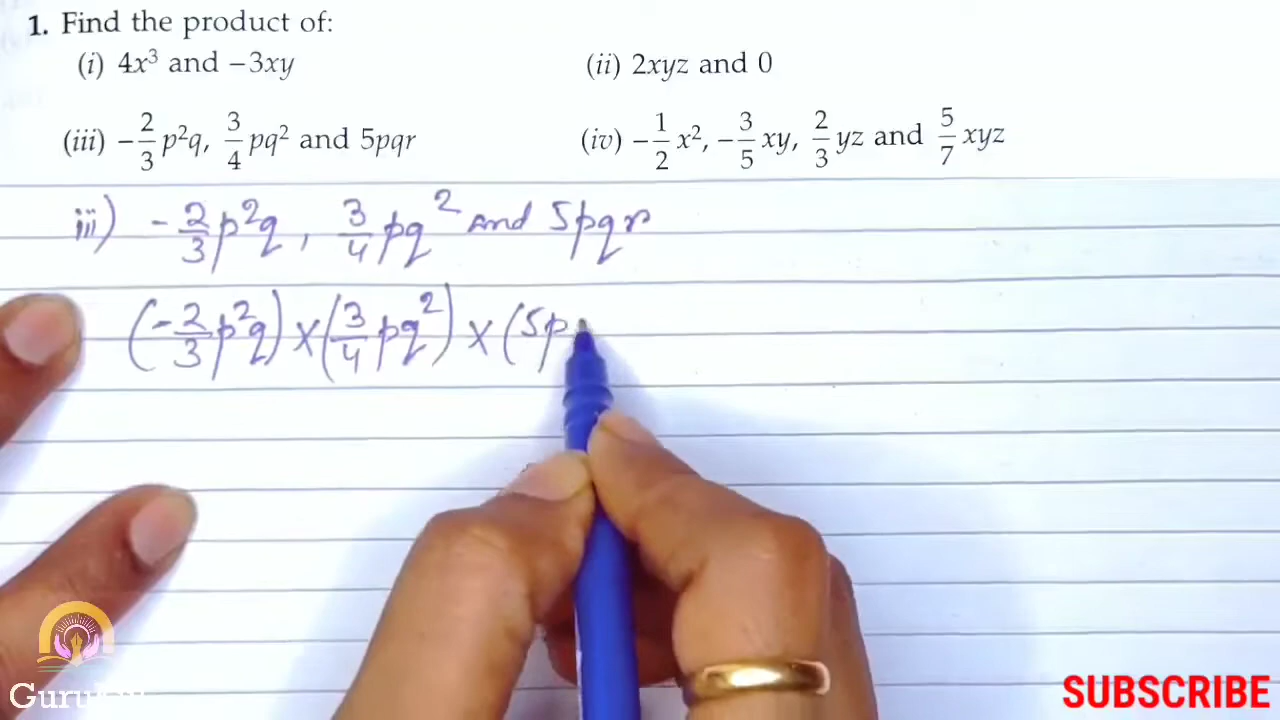 1. Find the product of:
(i) 4x³ and −3xy (ii) 2xyz and 0
(iii) −2/3 p²q, 3/4 pq² and 5pqr (iv) −1/2 x², −3/5 xy, 2/3 yz and 5/7 xyz
iii) −2/3 p²q, 3/4 pq² and 5pqr
(−2/3 p²q) × (3/4 pq²) × (5p
SUBSCRIBE